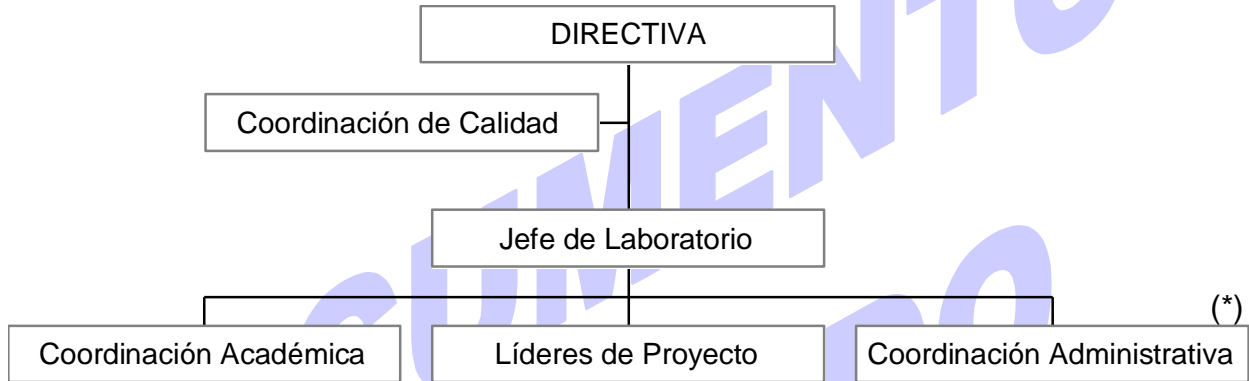 DIRECTIVA
Coordinación de Calidad
Jefe de Laboratorio
(*)
Coordinación Académica
Líderes de Proyecto
Coordinación Administrativa